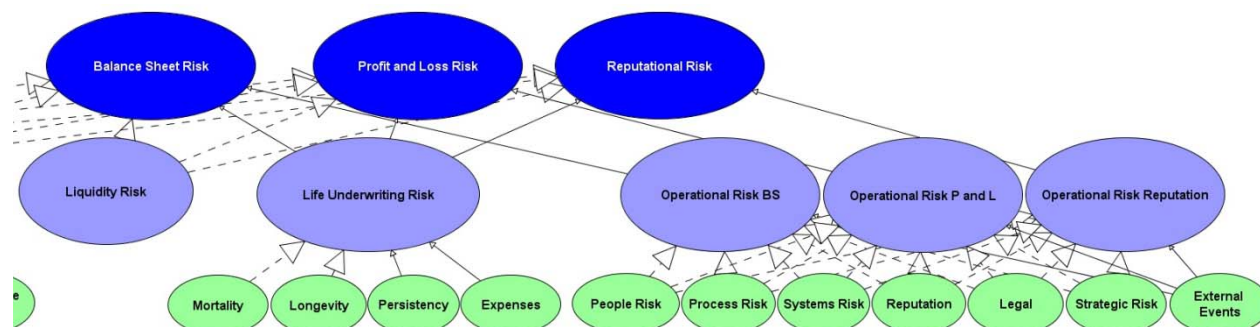 Balance Sheet Risk
Profit and Loss Risk
Reputational Risk
Liquidity Risk
Life Underwriting Risk
Operational Risk BS
Operational Risk P and L
Operational Risk Reputation
e
Mortality
Longevity
Persistency
Expenses
People Risk
Process Risk
Systems Risk
Reputation
Legal
Strategic Risk
External
Events